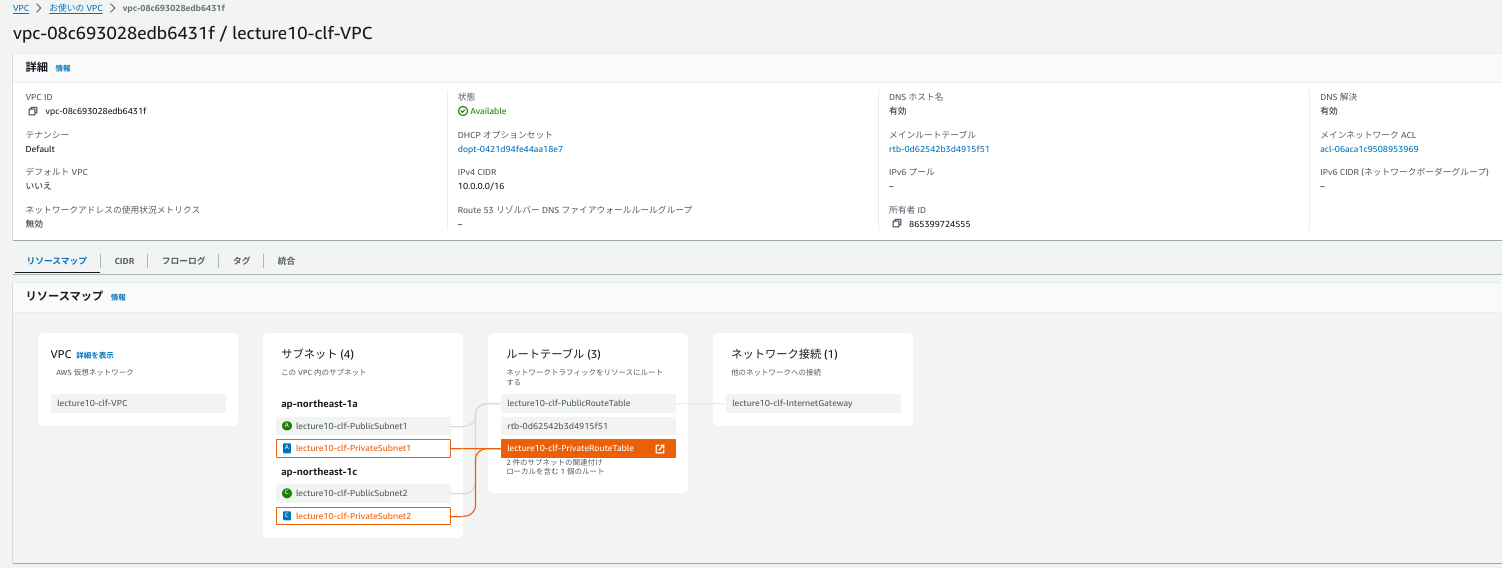 VPC > お使いの VPC > vpc-08c693028edb6431f
vpc-08c693028edb6431f / lecture10-clf-VPC
詳細 情報
VPC ID
vpc-08c693028edb6431f
状態
Available
DNS ホスト名
有効
DNS 解決
有効
テナンシー
Default
DHCP オプションセット
dopt-0421d94fe44aa18e7
メインルートテーブル
rtb-0d62542b3d4915f51
メインネットワーク ACL
acl-06aca1c9508953969
デフォルト VPC
いいえ
IPv4 CIDR
10.0.0.0/16
IPv6 プール
–
IPv6 CIDR (ネットワークボーダーグループ)
–
ネットワークアドレスの使用状況メトリクス
無効
Route 53 リゾルバー DNS ファイアウォールルールグループ
–
所有者 ID
865399724555
リソースマップ
CIDR
フローログ
タグ
統合
リソースマップ 情報
VPC 詳細を表示
AWS 仮想ネットワーク
lecture10-clf-VPC
サブネット (4)
この VPC 内のサブネット
ap-northeast-1a
A lecture10-clf-PublicSubnet1
A lecture10-clf-PrivateSubnet1
ap-northeast-1c
C lecture10-clf-PublicSubnet2
C lecture10-clf-PrivateSubnet2
ルートテーブル (3)
ネットワークトラフィックをリソースにルート
する
lecture10-clf-PublicRouteTable
rtb-0d62542b3d4915f51
lecture10-clf-PrivateRouteTable
2 件のサブネットの関連付け
ローカルを含む 1 個のルート
ネットワーク接続 (1)
他のネットワークへの接続
lecture10-clf-InternetGateway